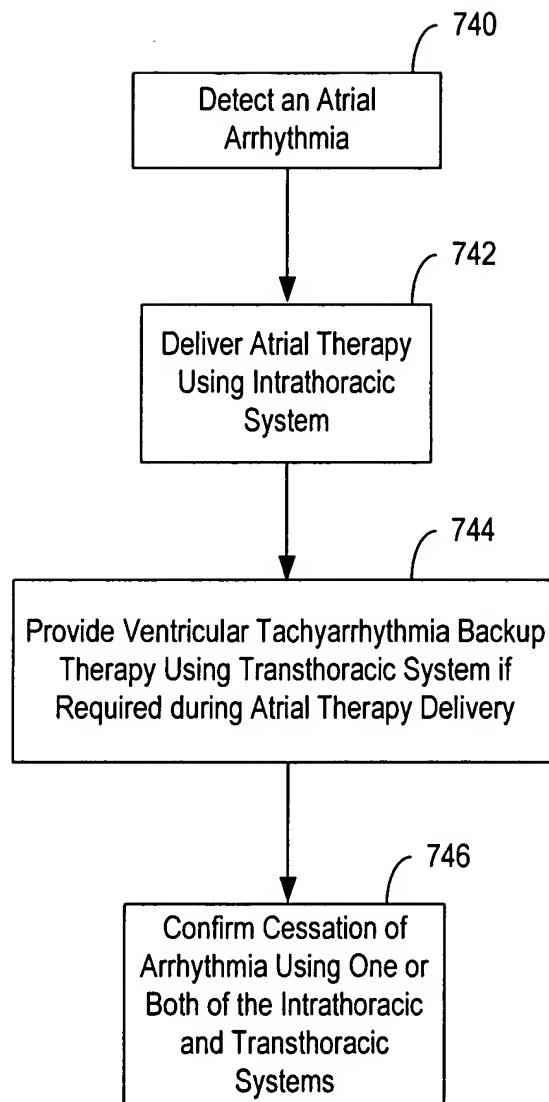 740
Detect an Atrial
Arrhythmia
742
Deliver Atrial Therapy
Using Intrathoracic
System
744
Provide Ventricular Tachyarrhythmia Backup
Therapy Using Transthoracic System if
Required during Atrial Therapy Delivery
746
Confirm Cessation of
Arrhythmia Using One or
Both of the Intrathoracic
and Transthoracic
Systems